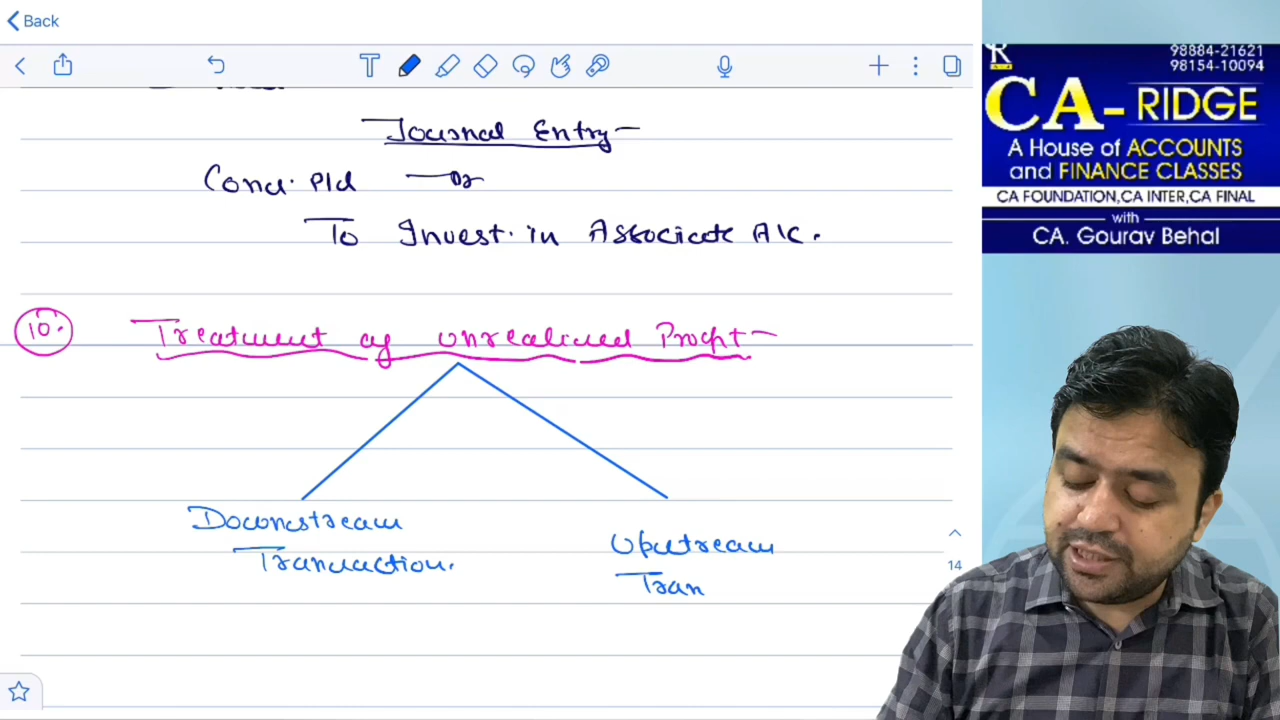 Back
Journal Entry-
Cons. P/d Dr
To Invest. in Associate A/c.
10.
Treatment of unrealised Profit-
Downstream
Transaction.
Upstream
Tran
14
98884-21621
98154-10094
CA- RIDGE
A House of ACCOUNTS
and FINANCE CLASSES
CA FOUNDATION,CA INTER,CA FINAL
with
CA. Gourav Behal